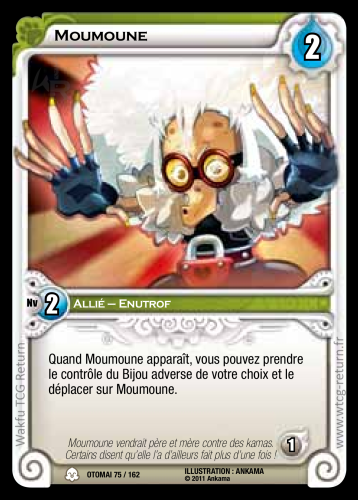 MOUMOUNE
2
Nv 2 ALLIÉ – ENUTROF
Quand Moumoune apparaît, vous pouvez prendre
le contrôle du Bijou adverse de votre choix et le
déplacer sur Moumoune.
Moumoune vendrait père et mère contre des kamas.
Certains disent qu'elle l'a d'ailleurs fait plus d'une fois !
1
OTOMAI 75 / 162
ILLUSTRATION : ANKAMA
© 2011 Ankama
Wakfu TCG Return
www.wtcg-return.fr